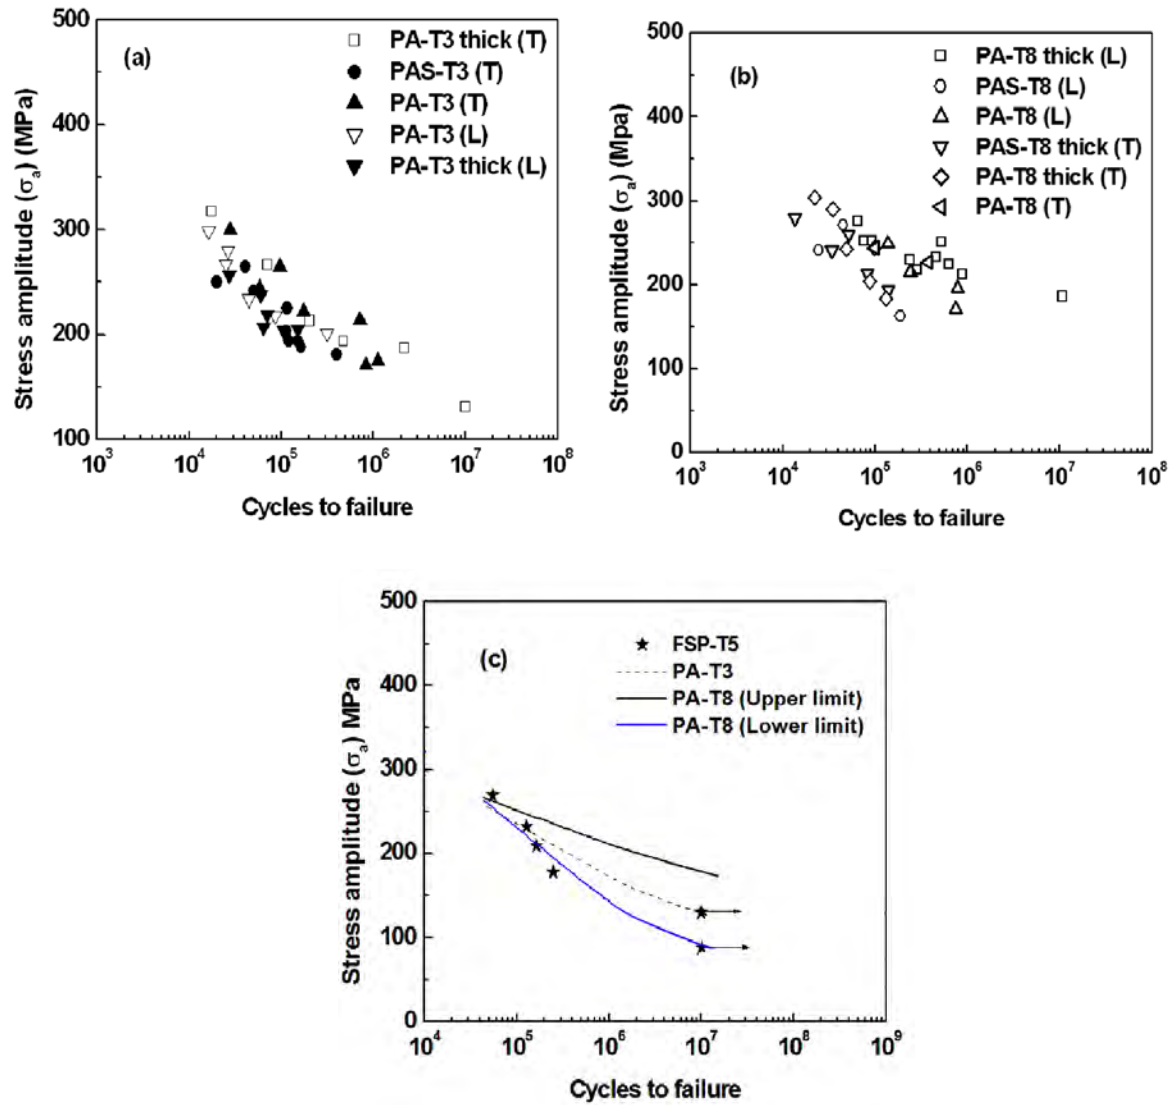 (a)
PA-T3 thick (T)
PAS-T3 (T)
PA-T3 (T)
PA-T3 (L)
PA-T3 thick (L)
Stress amplitude (σₐ) (MPa)
500
400
300
200
100
10³ 10⁴ 10⁵ 10⁶ 10⁷ 10⁸
Cycles to failure
(b)
PA-T8 thick (L)
PAS-T8 (L)
PA-T8 (L)
PAS-T8 thick (T)
PA-T8 thick (T)
PA-T8 (T)
Stress amplitude (σₐ) (Mpa)
500
400
300
200
100
0
10³ 10⁴ 10⁵ 10⁶ 10⁷ 10⁸
Cycles to failure
(c)
FSP-T5
PA-T3
PA-T8 (Upper limit)
PA-T8 (Lower limit)
Stress amplitude (σₐ) MPa
500
400
300
200
100
0
10⁴ 10⁵ 10⁶ 10⁷ 10⁸ 10⁹
Cycles to failure